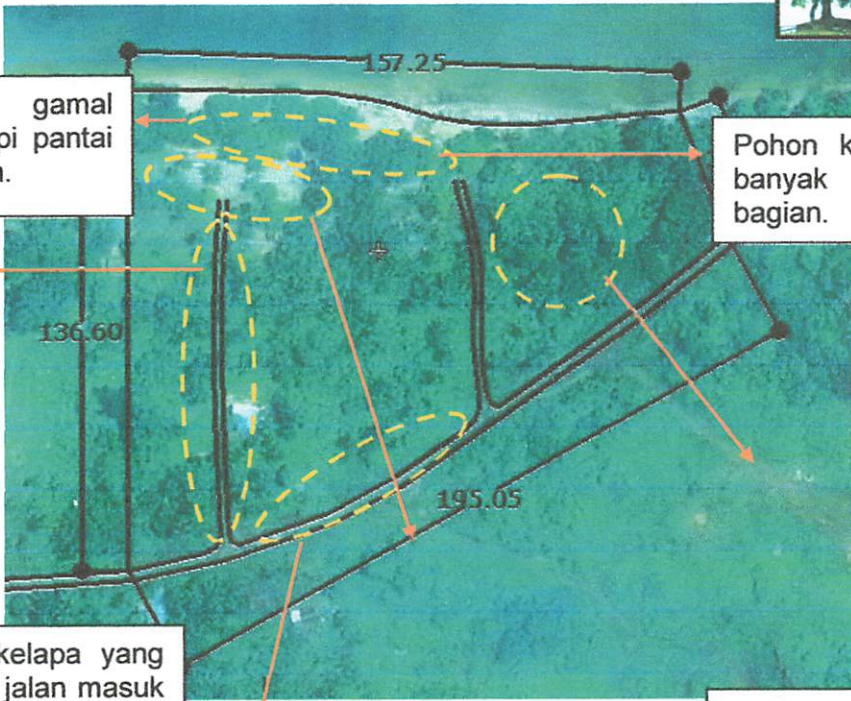 157.25
gamal
pi pantai
Pohon
banyak
bagian.
136.60
195.05
kelapa yang
jalan masuk